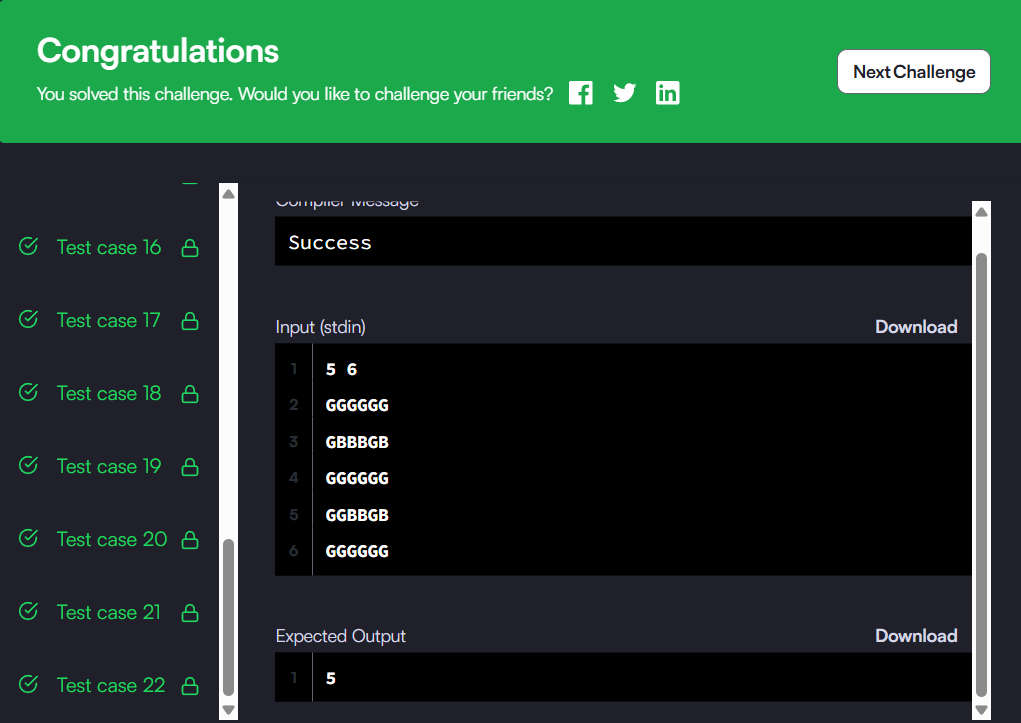 Congratulations
You solved this challenge. Would you like to challenge your friends?
Next Challenge
Test case 16
Test case 17
Test case 18
Test case 19
Test case 20
Test case 21
Test case 22
Compiler Message
Success
Input (stdin)
Download
1 5 6
2 GGGGGG
3 GBBBGB
4 GGGGGG
5 GGBBGB
6 GGGGGG
Expected Output
Download
1 5